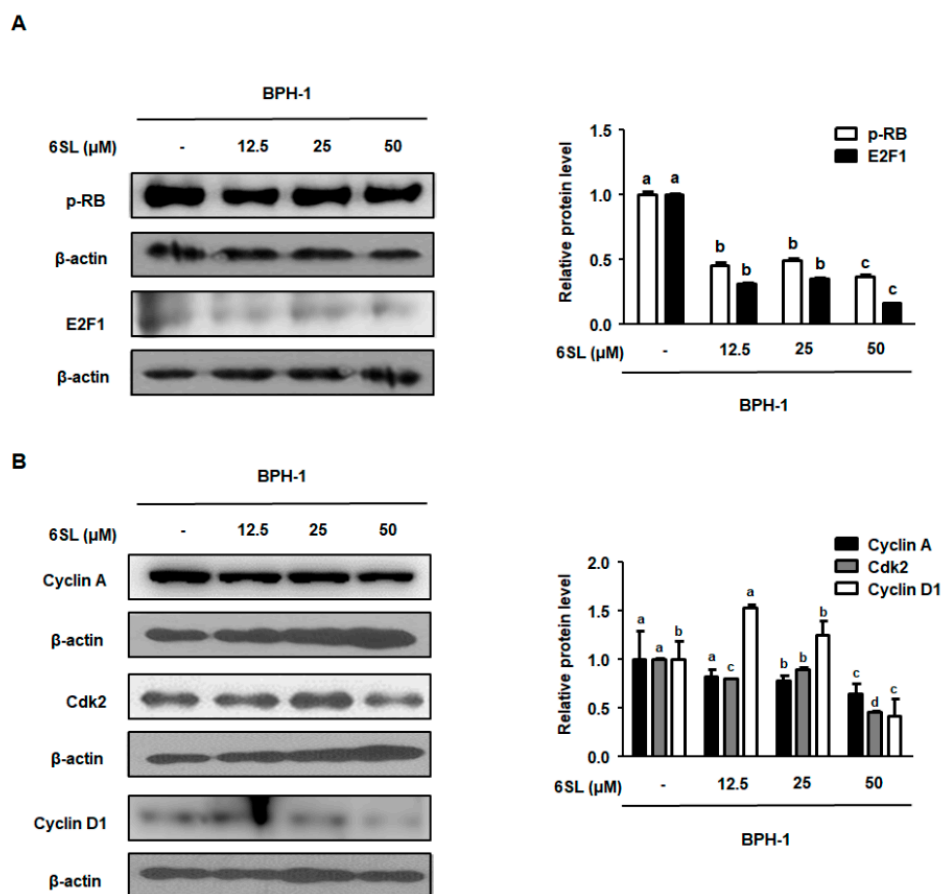 A
BPH-1
6SL (μM) - 12.5 25 50
p-RB
β-actin
E2F1
β-actin
p-RB
E2F1
Relative protein level
1.5
1.0
0.5
0.0
a a b b b b c c
6SL (μM) - 12.5 25 50
BPH-1
B
BPH-1
6SL (μM) - 12.5 25 50
Cyclin A
β-actin
Cdk2
β-actin
Cyclin D1
β-actin
Cyclin A
Cdk2
Cyclin D1
Relative protein level
2.0
1.5
1.0
0.5
0.0
a a b a c a b b b c d c
6SL (μM) - 12.5 25 50
BPH-1